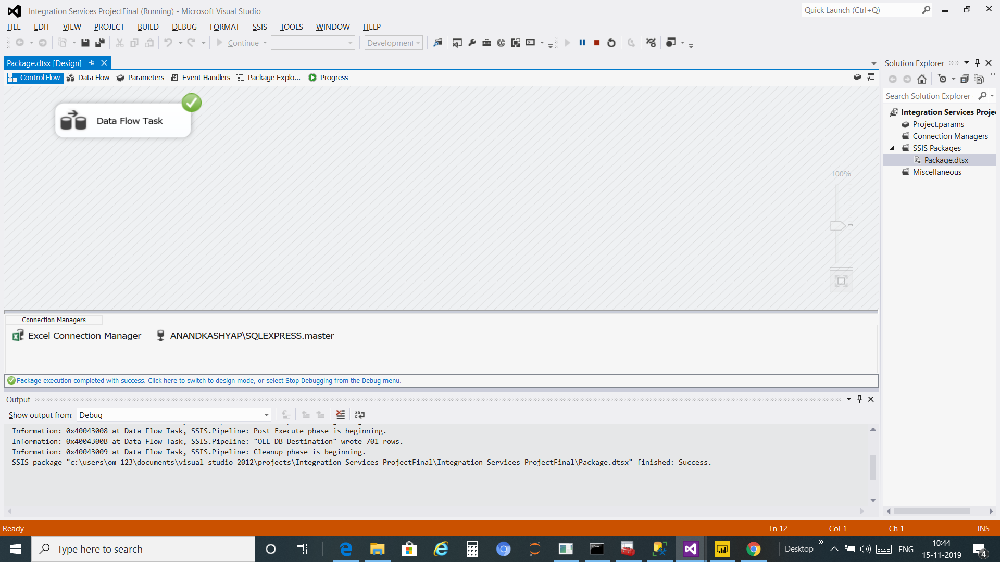 Integration Services ProjectFinal (Running) - Microsoft Visual Studio
Quick Launch (Ctrl+Q)
FILE EDIT VIEW PROJECT BUILD DEBUG FORMAT SSIS TOOLS WINDOW HELP
Continue
Development
Package.dtsx [Design]
Control Flow Data Flow Parameters Event Handlers Package Explo... Progress
Data Flow Task
100%
Connection Managers
Excel Connection Manager ANANDKASHYAP\SQLEXPRESS.master
Package execution completed with success. Click here to switch to design mode, or select Stop Debugging from the Debug menu.
Output
Show output from: Debug
Information: 0x40043008 at Data Flow Task, SSIS.Pipeline: Post Execute phase is beginning.
Information: 0x4004300B at Data Flow Task, SSIS.Pipeline: "OLE DB Destination" wrote 701 rows.
Information: 0x40043009 at Data Flow Task, SSIS.Pipeline: Cleanup phase is beginning.
SSIS package "c:\users\om 123\documents\visual studio 2012\projects\Integration Services ProjectFinal\Integration Services ProjectFinal\Package.dtsx" finished: Success.
Solution Explorer
Search Solution Explorer (
Integration Services Proje
Project.params
Connection Managers
SSIS Packages
Package.dtsx
Miscellaneous
Ready
Ln 12 Col 1 Ch 1 INS
Type here to search
Desktop
ENG
10:44
15-11-2019
4